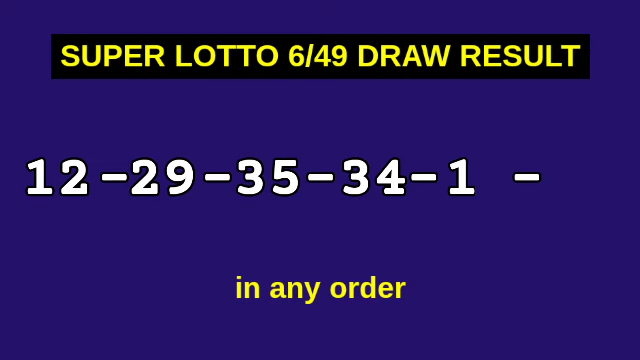 SUPER LOTTO 6/49 DRAW RESULT
12-29-35-34-1 -
in any order